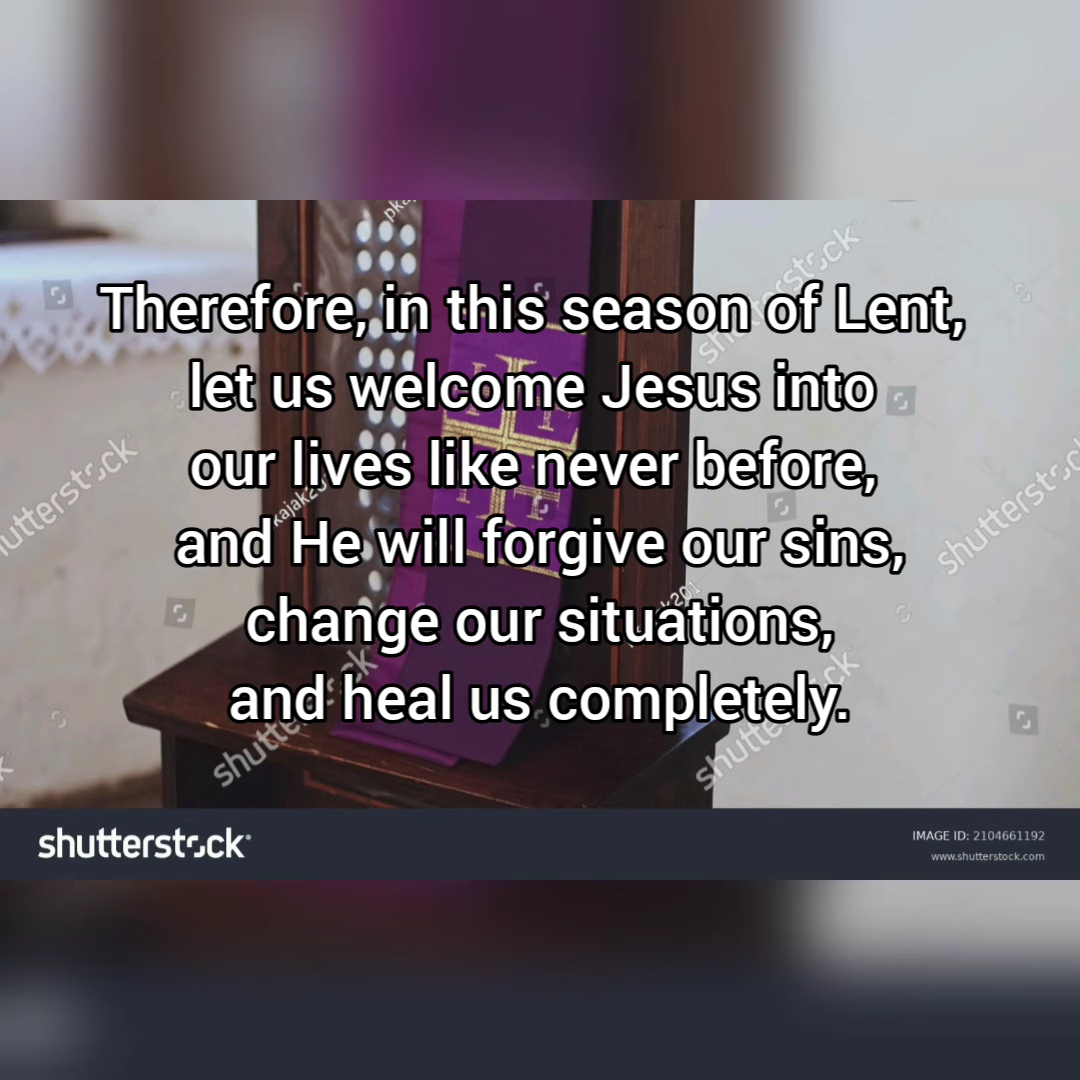 Therefore, in this season of Lent,
let us welcome Jesus into
our lives like never before,
and He will forgive our sins,
change our situations,
and heal us completely.
shutterstock
IMAGE ID: 2104661192
www.shutterstock.com